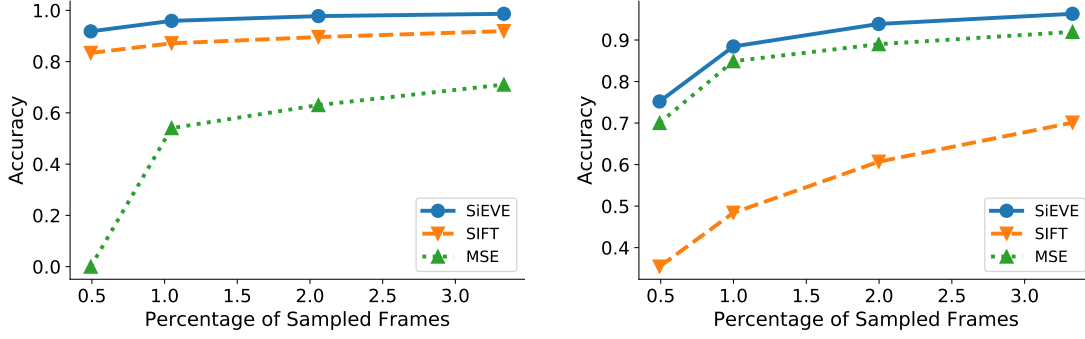 Accuracy
1.0
0.8
0.6
0.4
0.2
0.0
0.5 1.0 1.5 2.0 2.5 3.0
Percentage of Sampled Frames
SiEVE
SIFT
MSE
Accuracy
0.9
0.8
0.7
0.6
0.5
0.4
0.5 1.0 1.5 2.0 2.5 3.0
Percentage of Sampled Frames
SiEVE
SIFT
MSE